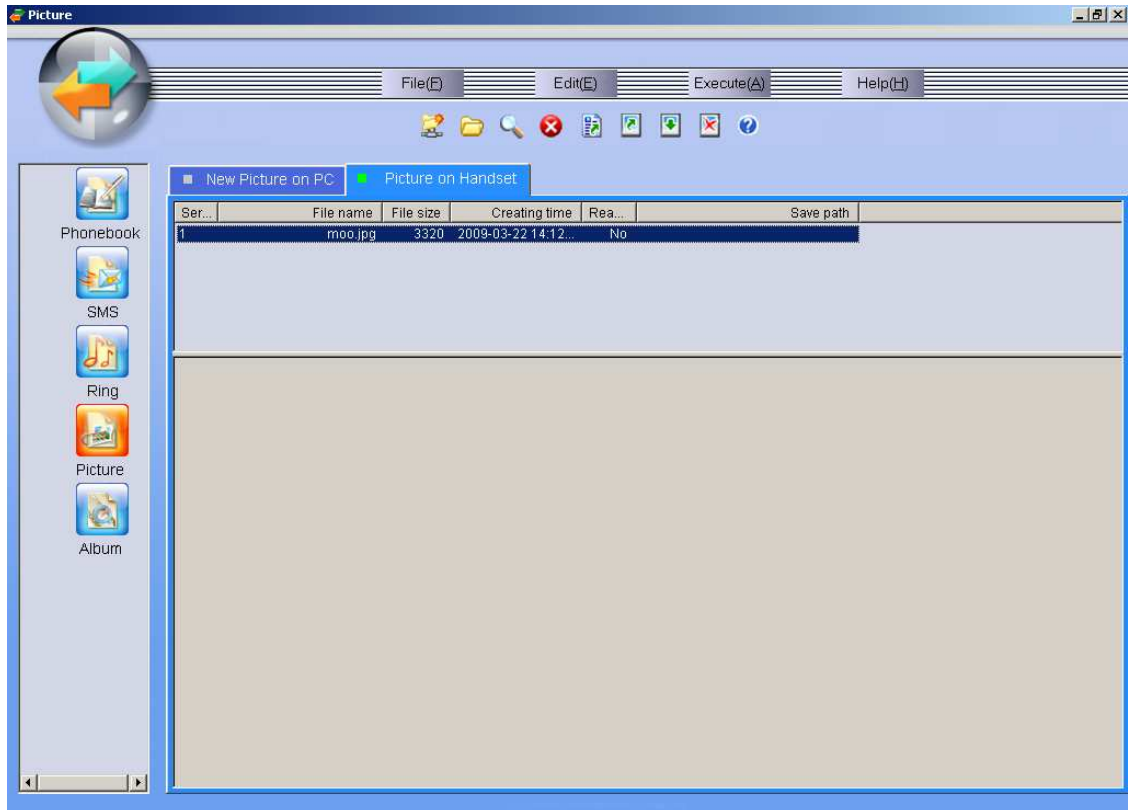 Picture
File(F) Edit(E) Execute(A) Help(H)
New Picture on PC Picture on Handset
Ser... File name File size Creating time Rea... Save path
1 moo.jpg 3320 2009-03-22 14:12... No
Phonebook
SMS
Ring
Picture
Album